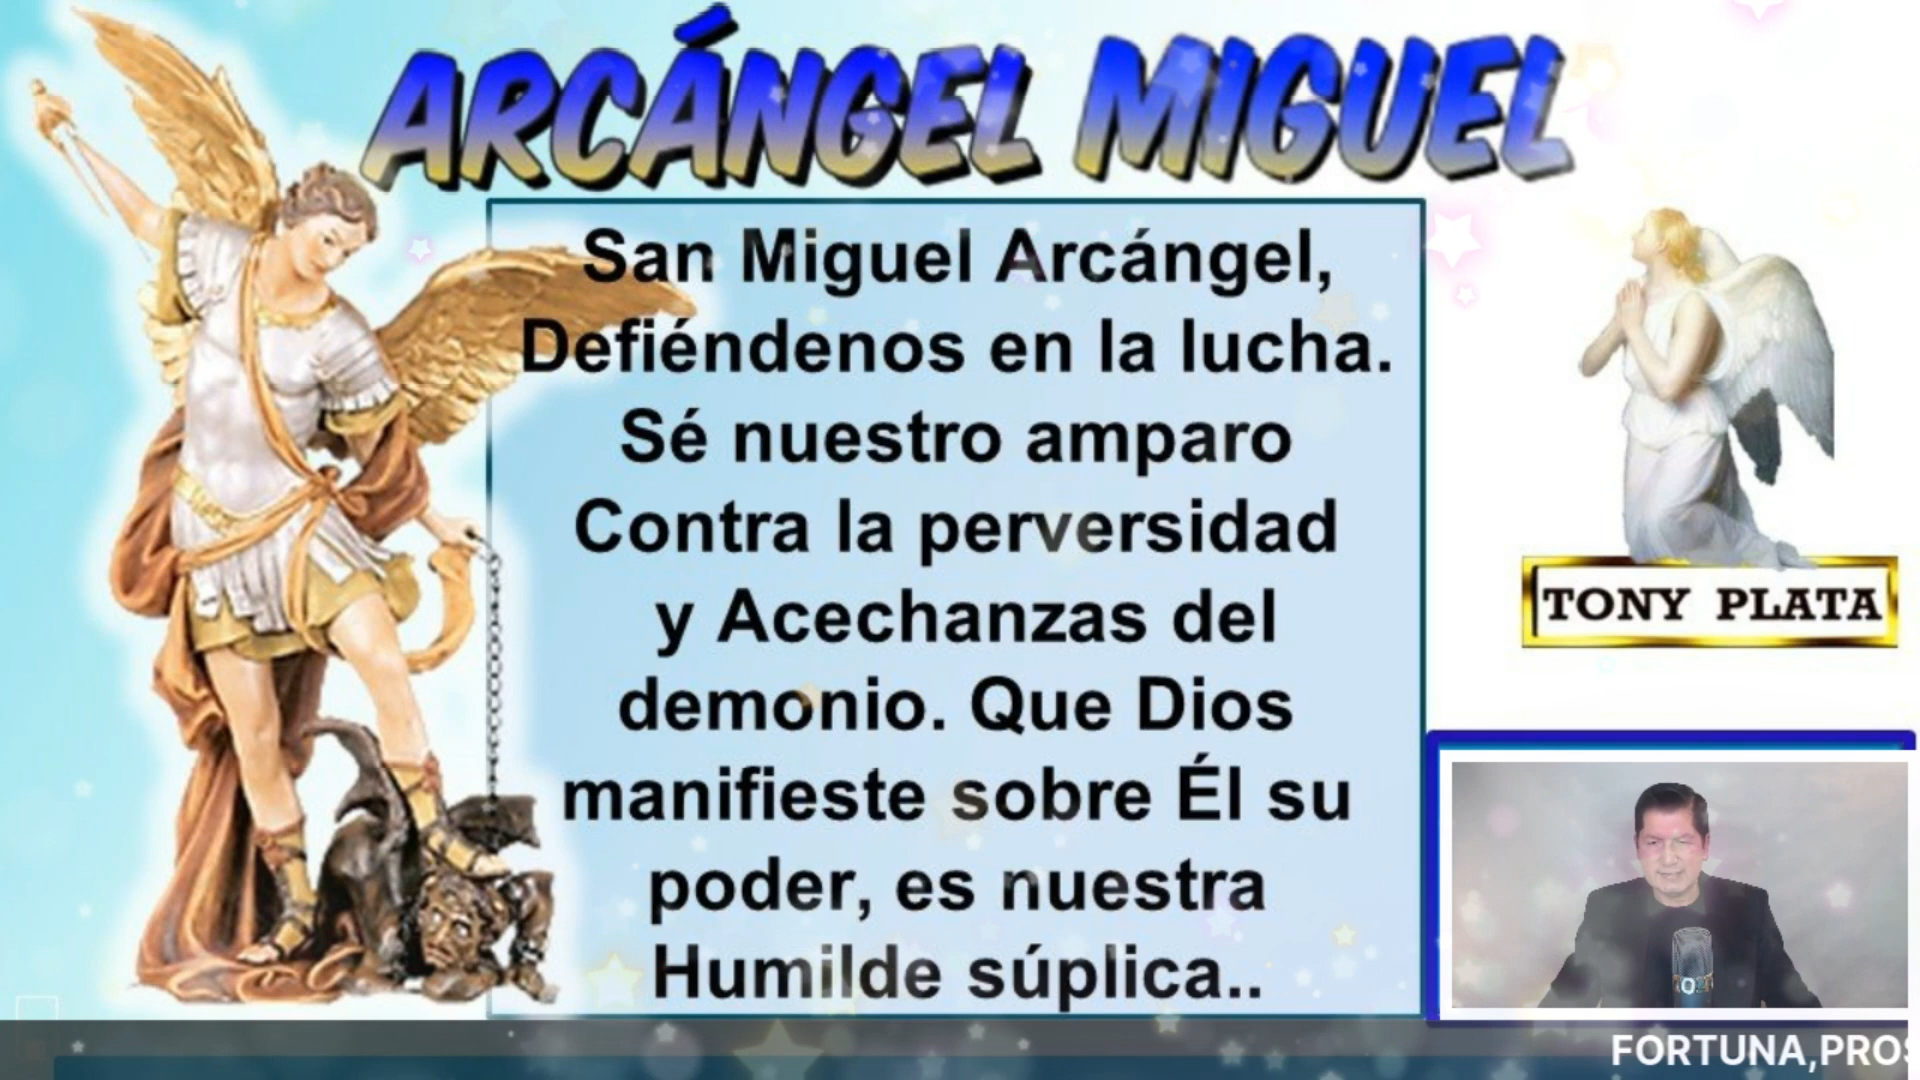 ARCÁNGEL MIGUEL
San Miguel Arcángel,
Defiéndenos en la lucha.
Sé nuestro amparo
Contra la perversidad
y Acechanzas del
demonio. Que Dios
manifieste sobre Él su
poder, es nuestra
Humilde súplica..
TONY PLATA
FORTUNA,PROS